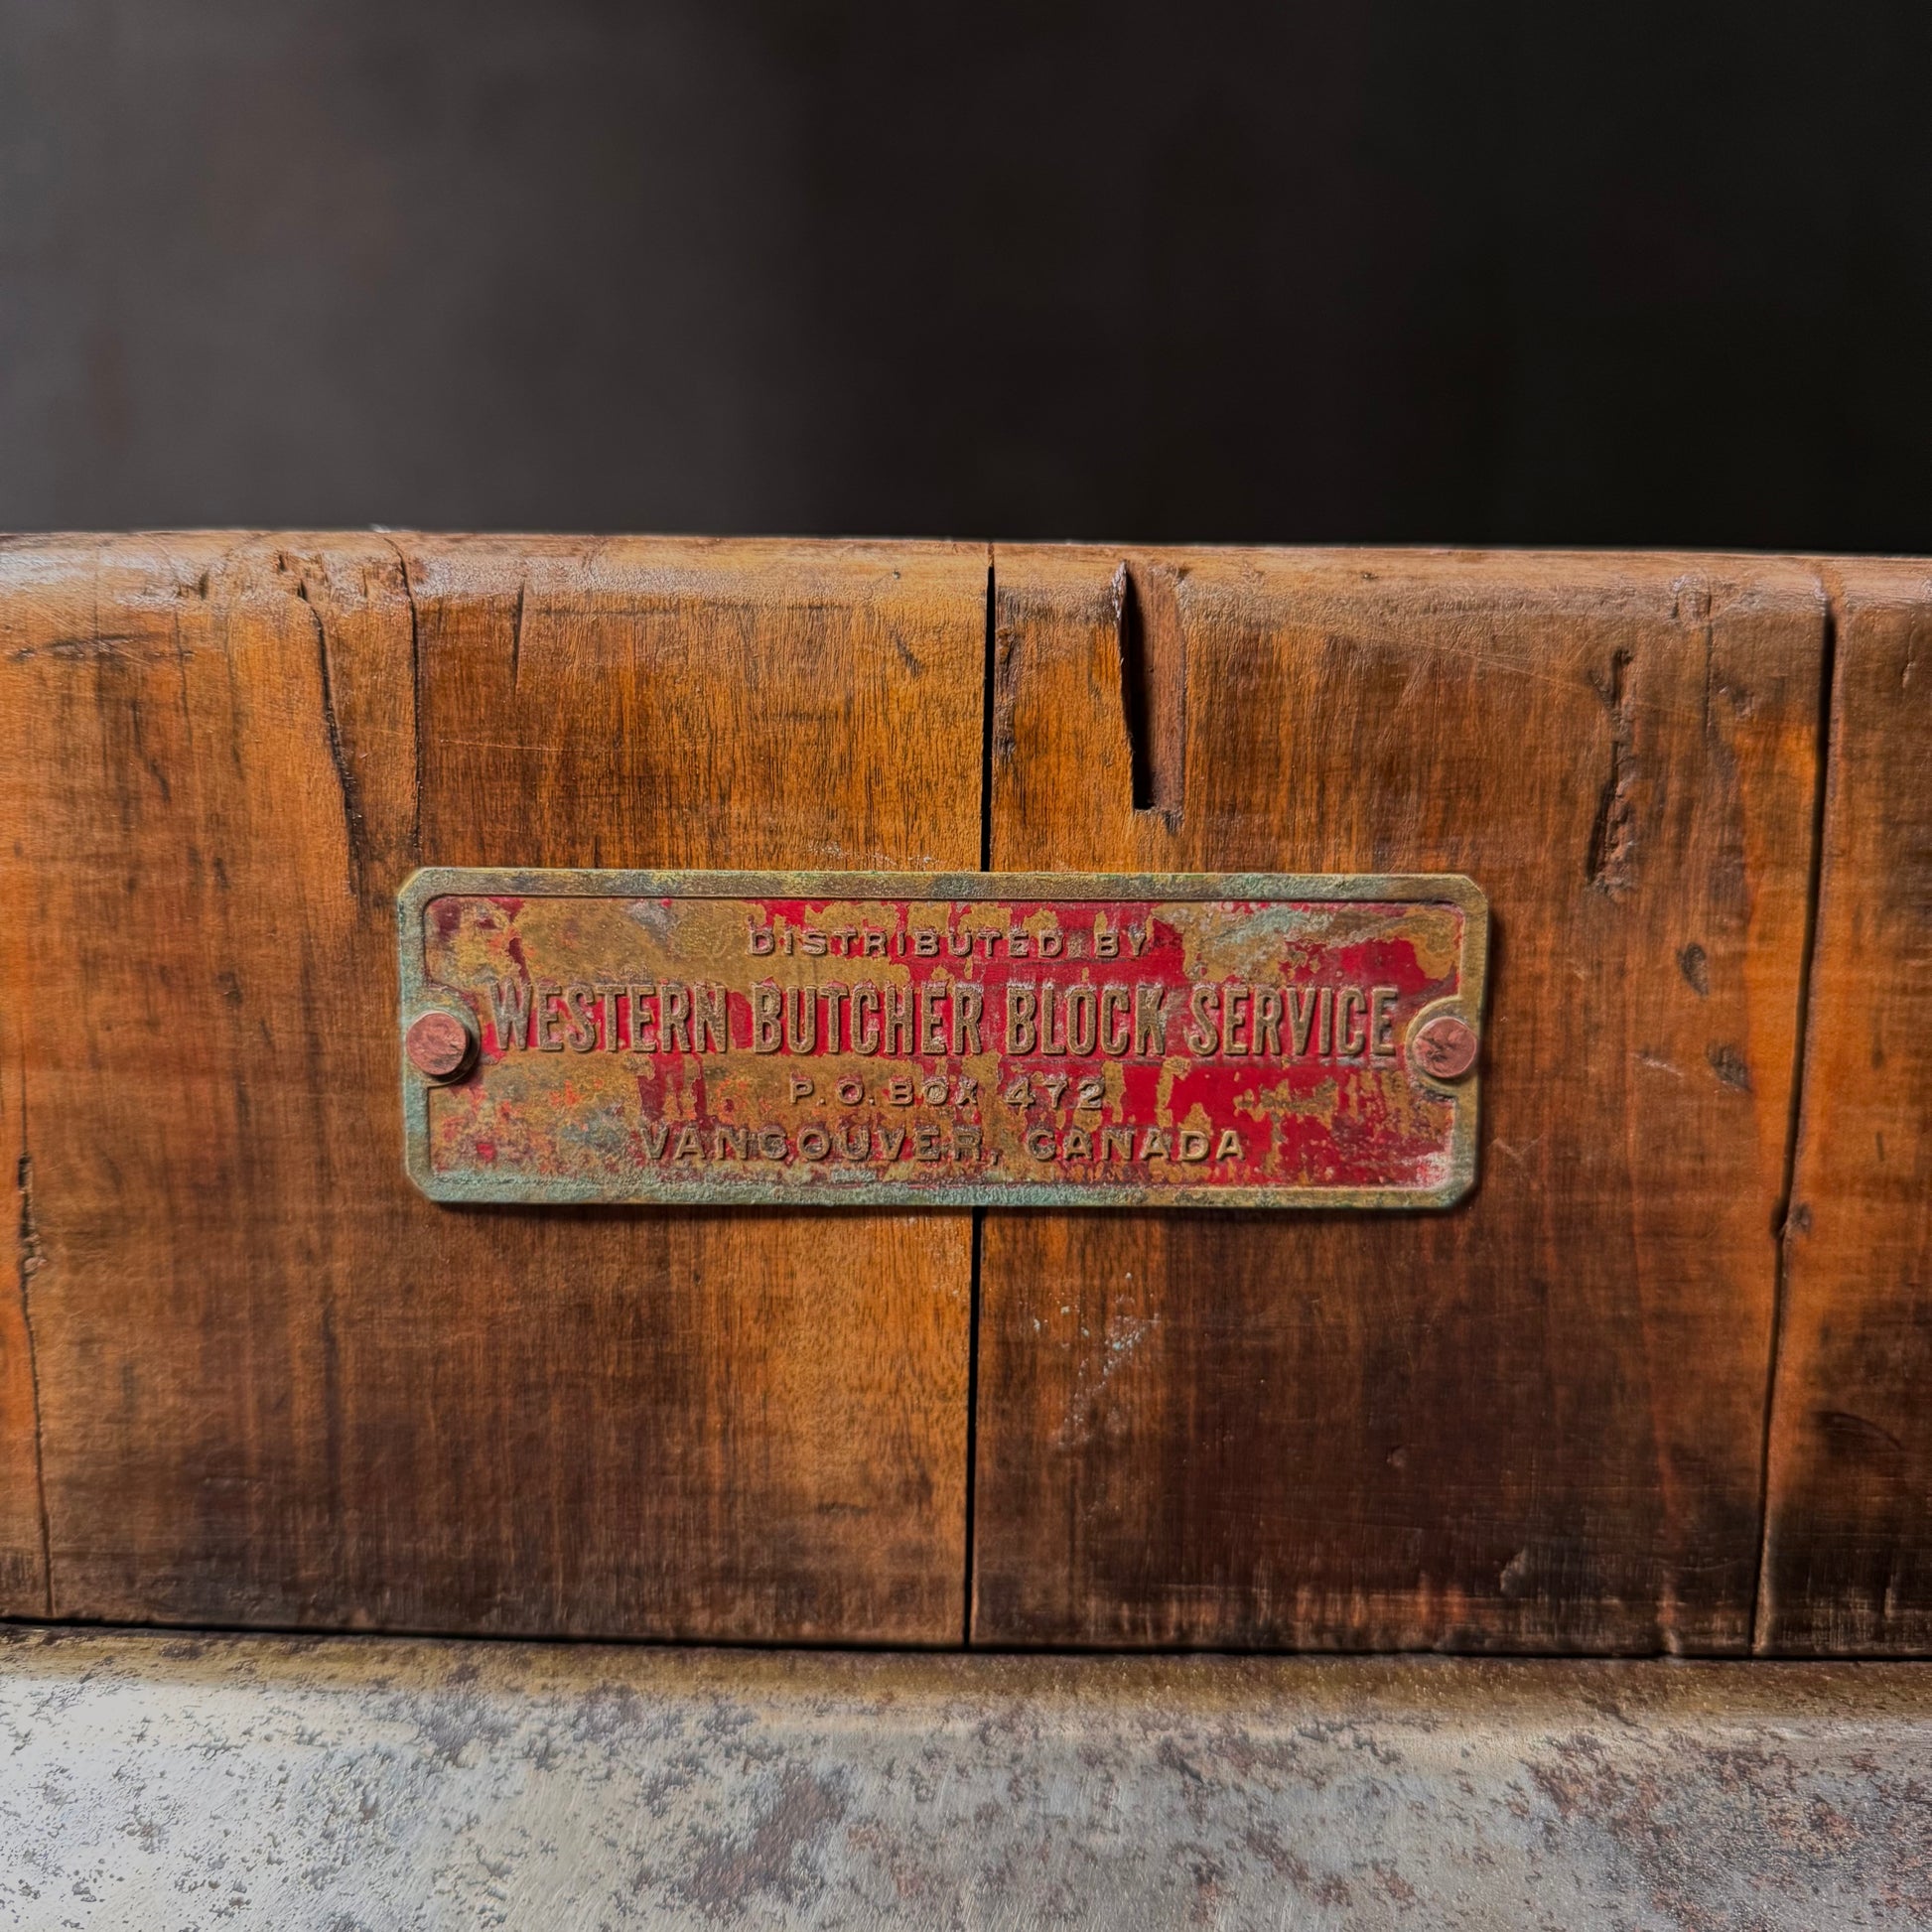 DISTRIBUTED BY
WESTERN BUTCHER BLOCK SERVICE
P.O. BOX 472
VANCOUVER, CANADA